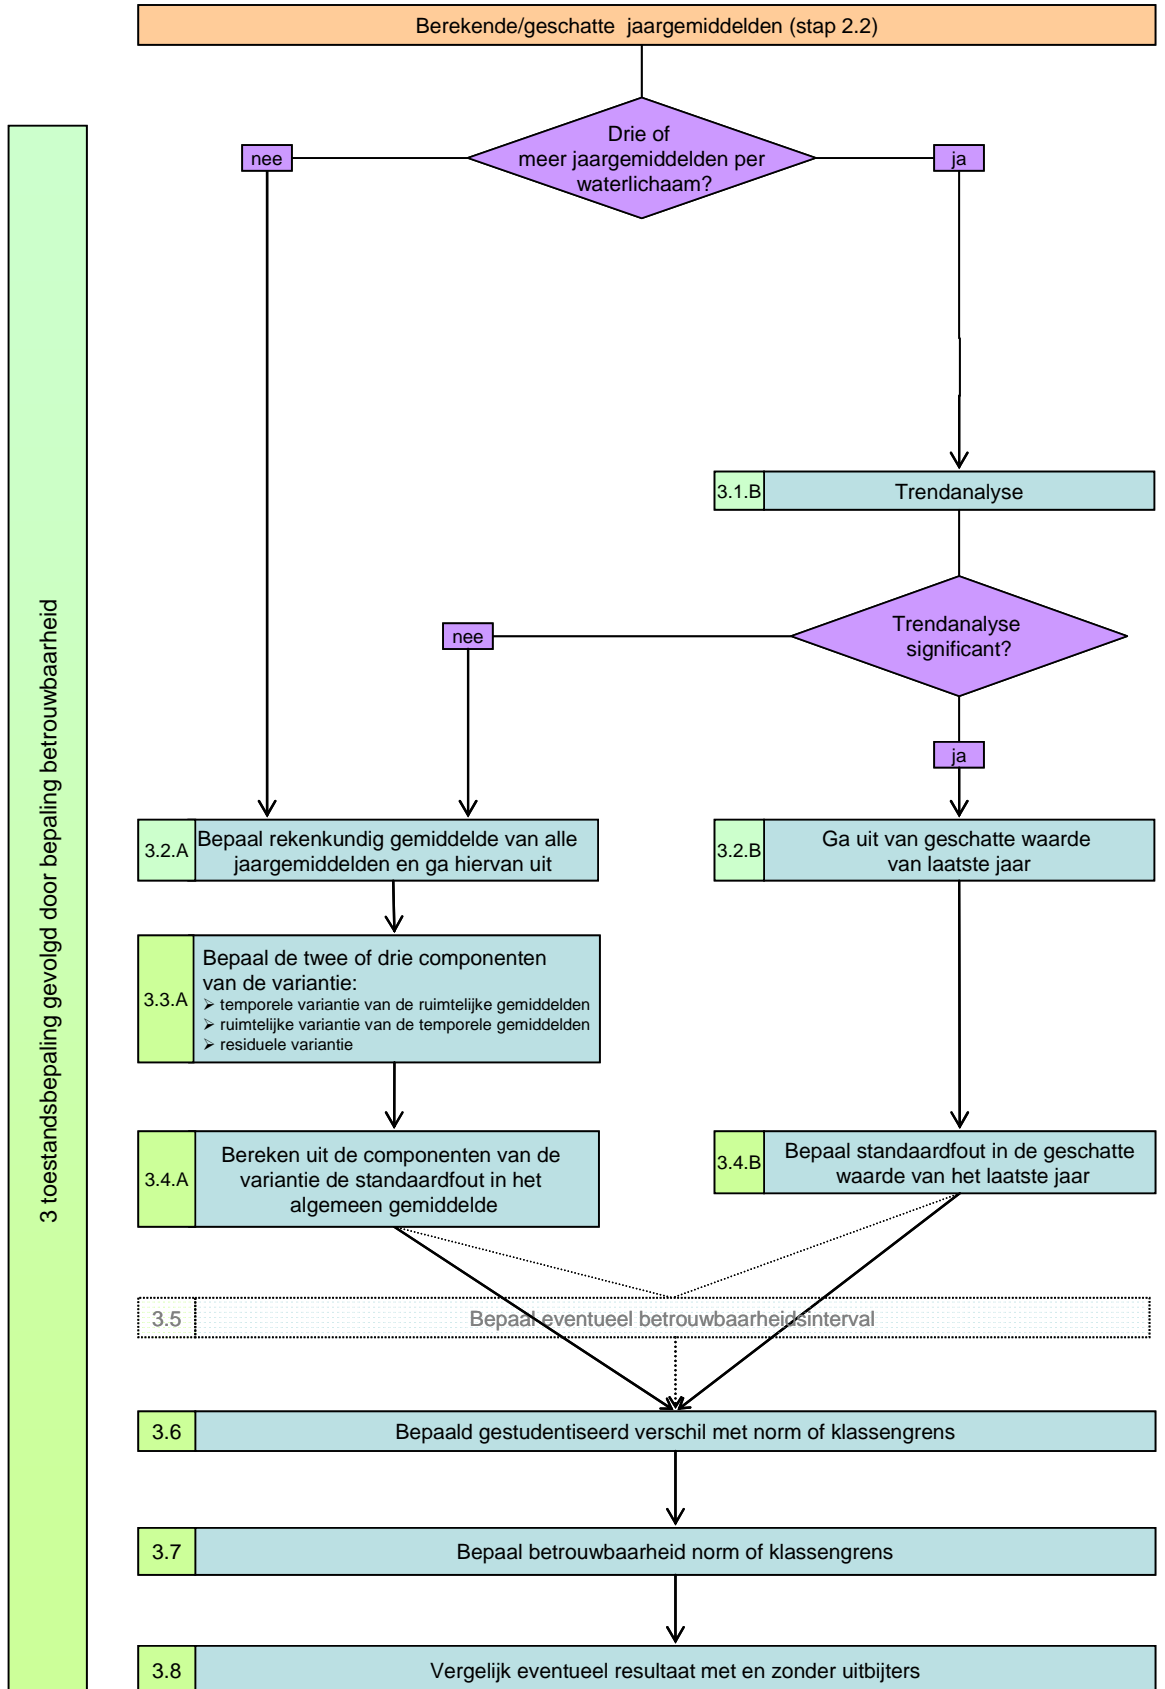 Berekende/geschatte jaargemiddelden (stap 2.2)
Drie of
meer jaargemiddelden per
waterlichaam?
nee
ja
3.1.B
Trendanalyse
Trendanalyse
significant?
nee
ja
3.2.A
Bepaal rekenkundig gemiddelde van alle
jaargemiddelden en ga hiervan uit
3.2.B
Ga uit van geschatte waarde
van laatste jaar
3.3.A
Bepaal de twee of drie componenten
van de variantie:
➢ temporele variantie van de ruimtelijke gemiddelden
➢ ruimtelijke variantie van de temporele gemiddelden
➢ residuele variantie
3.4.A
Bereken uit de componenten van de
variantie de standaardfout in het
algemeen gemiddelde
3.4.B
Bepaal standaardfout in de geschatte
waarde van het laatste jaar
3.5
Bepaal eventueel betrouwbaarheidsinterval
3.6
Bepaald gestudentiseerd verschil met norm of klassengrens
3.7
Bepaal betrouwbaarheid norm of klassengrens
3.8
Vergelijk eventueel resultaat met en zonder uitbijters
3 toestandsbepaling gevolgd door bepaling betrouwbaarheid